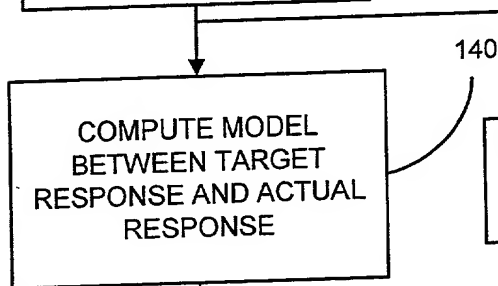 140
COMPUTE MODEL
BETWEEN TARGET
RESPONSE AND ACTUAL
RESPONSE